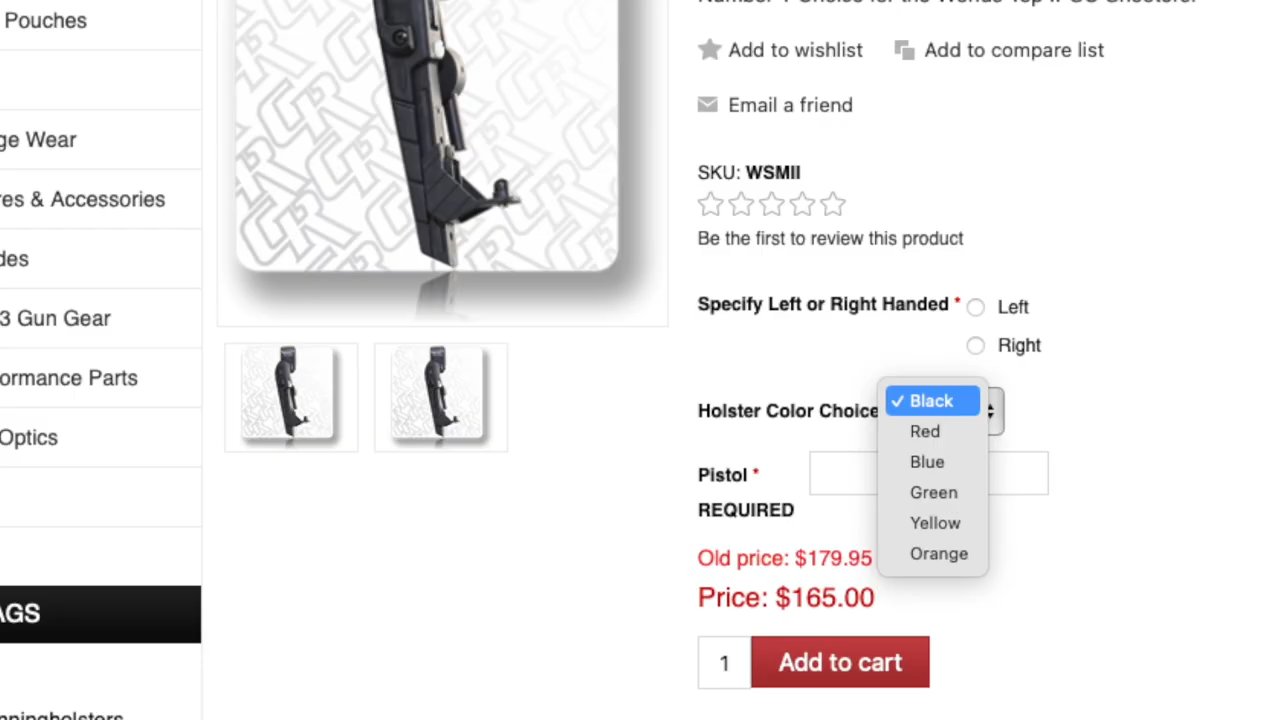 Pouches
ge Wear
res & Accessories
des
3 Gun Gear
ormance Parts
Optics
AGS
nningholsters
Add to wishlist
Add to compare list
Email a friend
SKU: WSMII
Be the first to review this product
Specify Left or Right Handed * Left
Right
Holster Color Choice
✓ Black
Red
Blue
Green
Yellow
Orange
Pistol *
REQUIRED
Old price: $179.95
Price: $165.00
1 Add to cart